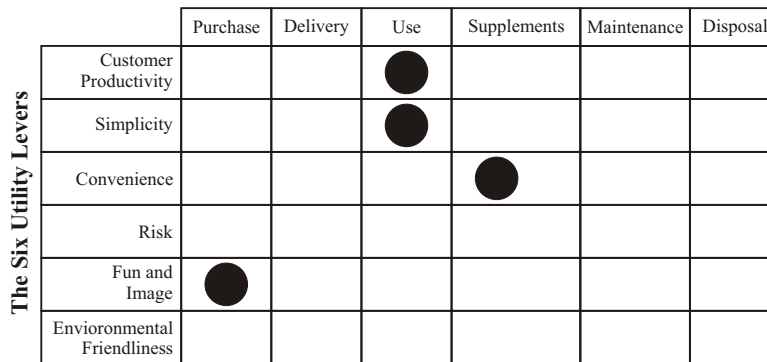 Purchase Delivery Use Supplements Maintenance Disposal
The Six Utility Levers
Customer
Productivity
Simplicity
Convenience
Risk
Fun and
Image
Envioronmental
Friendliness